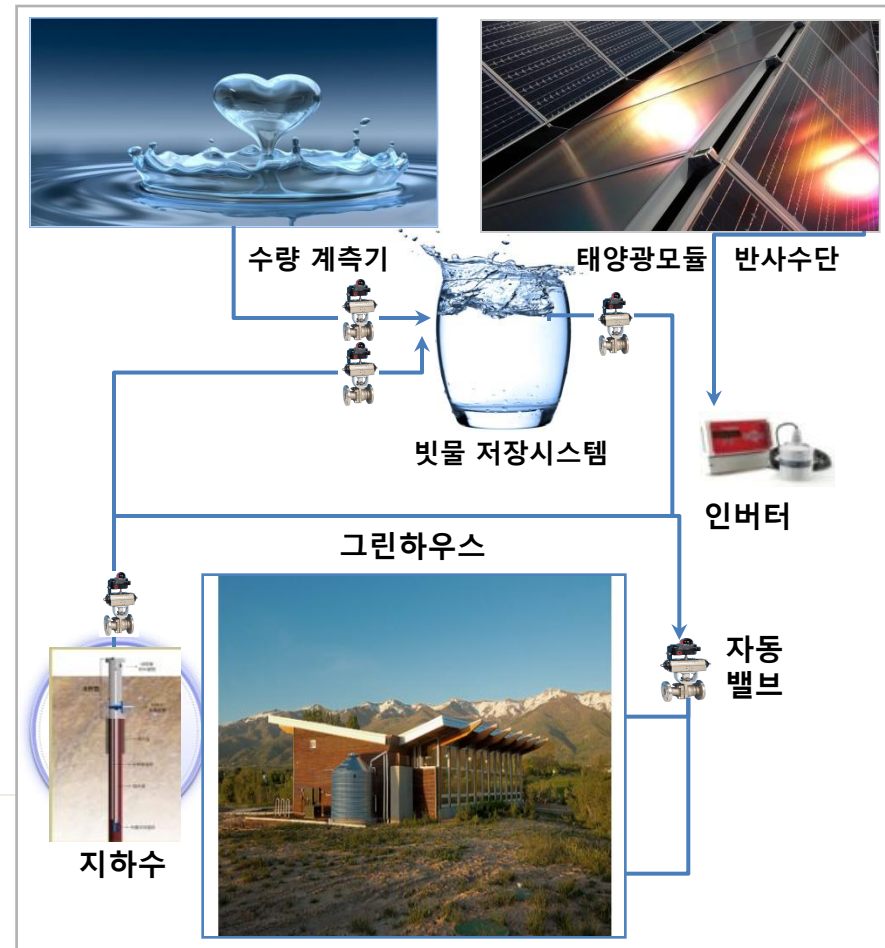 수량 계측기
태양광모듈
반사수단
빗물 저장시스템
인버터
그린하우스
자동
밸브
지하수